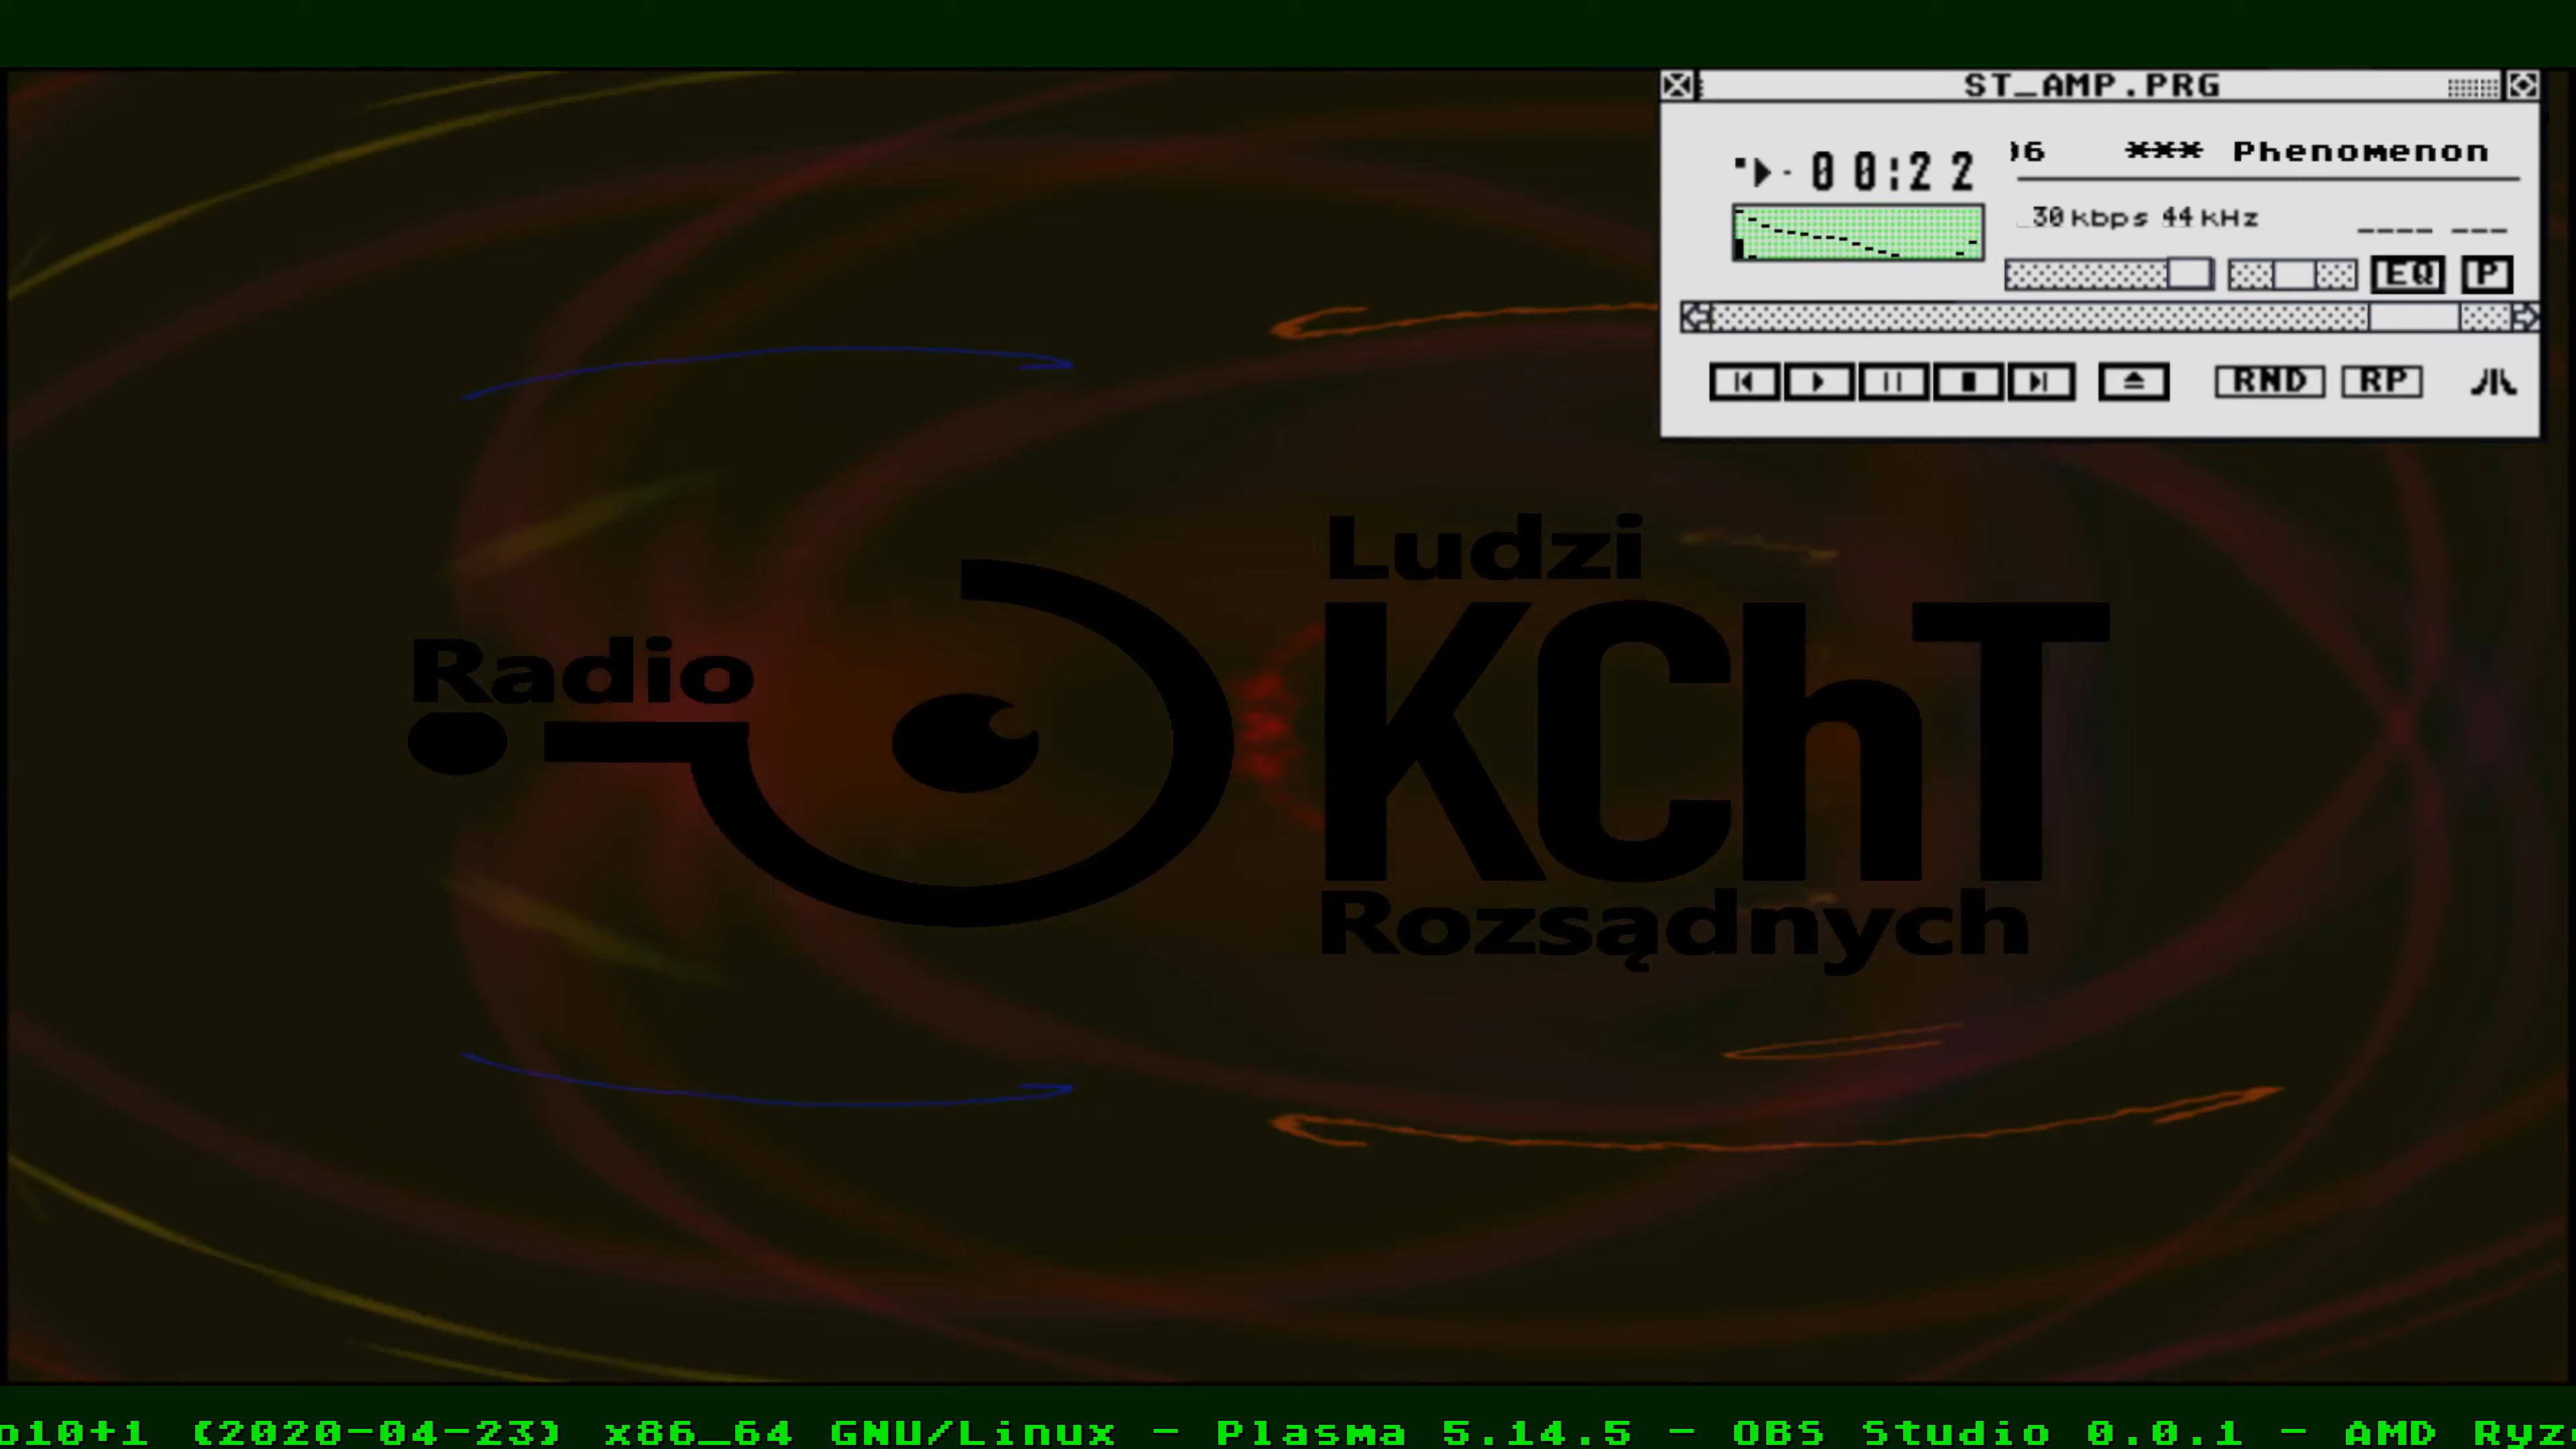 ST_AMP.PRG
00:22
*** Phenomenon
30 kbps 44 kHz
EQ P
RND RP
Ludzi
Radio
KChT
Rozsądnych
o10+1 (2020-04-23) x86_64 GNU/Linux - Plasma 5.14.5 - OBS Studio 0.0.1 - AMD Ryz